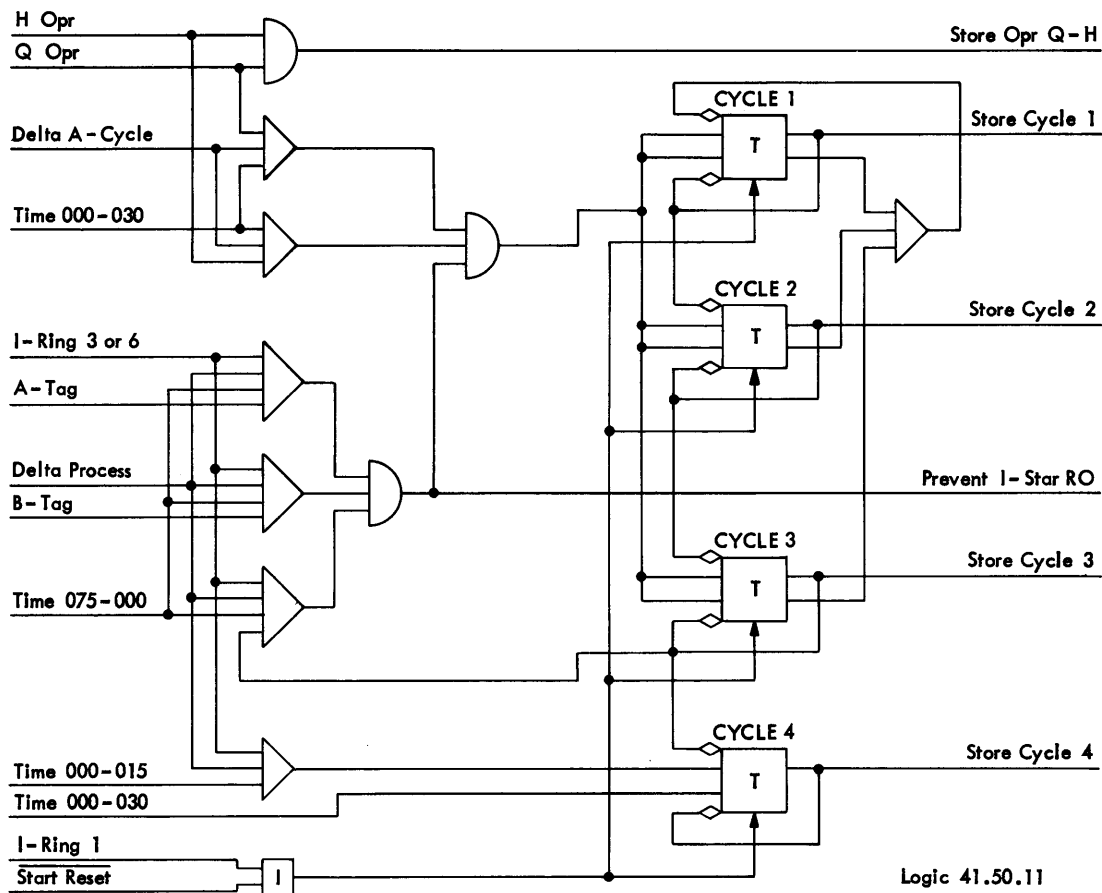 H Opr
Store Opr Q-H
Q Opr
CYCLE 1
Delta A-Cycle
Store Cycle 1
T
Time 000-030
CYCLE 2
Store Cycle 2
T
I-Ring 3 or 6
A-Tag
Delta Process
Prevent I-Star RO
B-Tag
CYCLE 3
Store Cycle 3
T
Time 075-000
CYCLE 4
Store Cycle 4
T
Time 000-015
Time 000-030
I-Ring 1
Start Reset
I
Logic 41.50.11